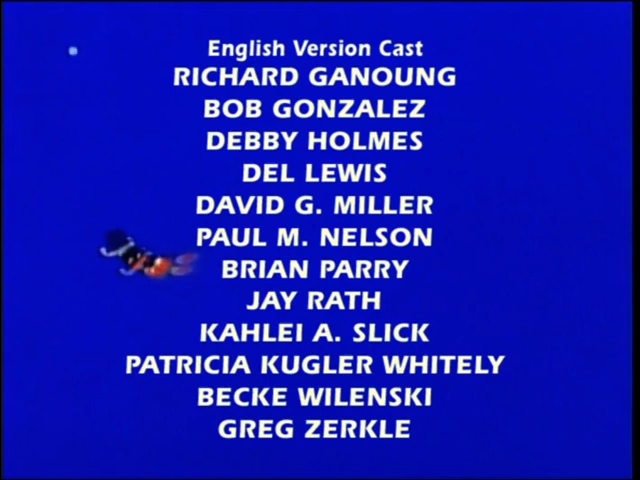 English Version Cast
RICHARD GANOUNG
BOB GONZALEZ
DEBBY HOLMES
DEL LEWIS
DAVID G. MILLER
PAUL M. NELSON
BRIAN PARRY
JAY RATH
KAHLEI A. SLICK
PATRICIA KUGLER WHITELY
BECKE WILENSKI
GREG ZERKLE